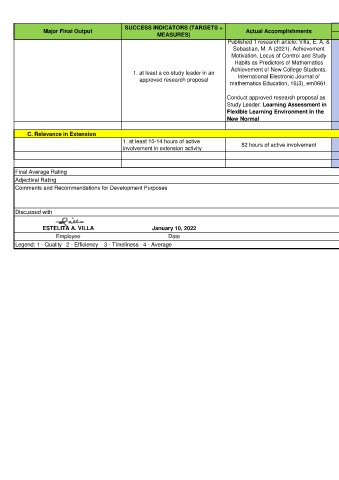 Major Final Output
SUCCESS INDICATORS (TARGETS +
MEASURES)
Actual Accomplishments
1. at least a co-study leader in an
approved research proposal
Published 1 research article: Villa, E. A. &
Sebastian, M. A (2021). Achievement
Motivation, Locus of Control and Study
Habits as Predictors of Mathematics
Achievement of New College Students.
International Electronic Journal of
mathematics Education, 16(3), em0661.
Conduct approved research proposal as
Study Leader: Learning Assessment in
Flexible Learning Environment In the
New Normal
C. Relevance in Extension
1. at least 10-14 hours of active
involvement in extension activity
82 hours of active involvement
Final Average Rating
Adjectival Rating
Comments and Recommendations for Development Purposes
Discussed with
ESTELITA A. VILLA
January 10, 2022
Employee
Date
Legend: 1 - Quality 2 - Efficiency 3 - Timeliness 4 - Average